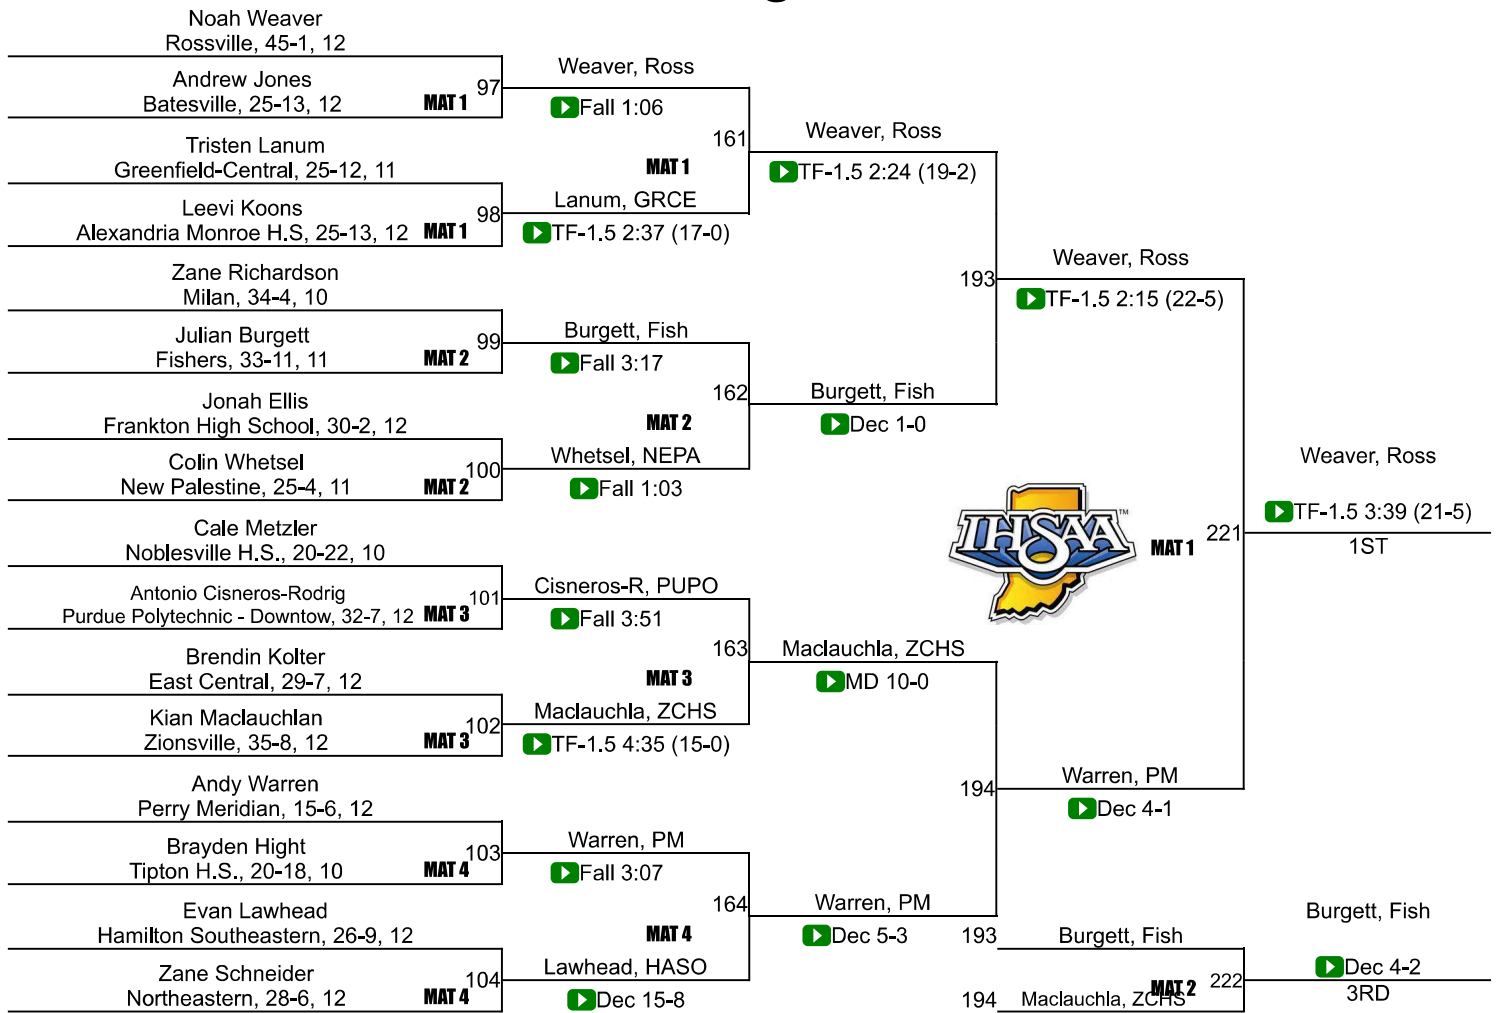 Noah Weaver
Rossville, 45-1, 12
Andrew Jones
Batesville, 25-13, 12
MAT 1
97
Weaver, Ross
Fall 1:06
Tristen Lanum
Greenfield-Central, 25-12, 11
Leevi Koons
Alexandria Monroe H.S, 25-13, 12
MAT 1
98
Lanum, GRCE
TF-1.5 2:37 (17-0)
161
MAT 1
Weaver, Ross
TF-1.5 2:24 (19-2)
Zane Richardson
Milan, 34-4, 10
Julian Burgett
Fishers, 33-11, 11
MAT 2
99
Burgett, Fish
Fall 3:17
Jonah Ellis
Frankton High School, 30-2, 12
Colin Whetsel
New Palestine, 25-4, 11
MAT 2
100
Whetsel, NEPA
Fall 1:03
162
MAT 2
Burgett, Fish
Dec 1-0
193
Weaver, Ross
TF-1.5 2:15 (22-5)
Cale Metzler
Noblesville H.S., 20-22, 10
Antonio Cisneros-Rodrig
Purdue Polytechnic - Downtow, 32-7, 12
MAT 3
101
Cisneros-R, PUPO
Fall 3:51
Brendin Kolter
East Central, 29-7, 12
Kian Maclauchlan
Zionsville, 35-8, 12
MAT 3
102
Maclauchla, ZCHS
TF-1.5 4:35 (15-0)
163
MAT 3
Maclauchla, ZCHS
MD 10-0
Andy Warren
Perry Meridian, 15-6, 12
Brayden Hight
Tipton H.S., 20-18, 10
MAT 4
103
Warren, PM
Fall 3:07
Evan Lawhead
Hamilton Southeastern, 26-9, 12
Zane Schneider
Northeastern, 28-6, 12
MAT 4
104
Lawhead, HASO
Dec 15-8
164
MAT 4
Warren, PM
Dec 5-3
194
Warren, PM
Dec 4-1
IHSAA
TM
MAT 1
221
Weaver, Ross
TF-1.5 3:39 (21-5)
1ST
193
Burgett, Fish
194
Maclauchla, ZCHS
MAT 2
222
Burgett, Fish
Dec 4-2
3RD